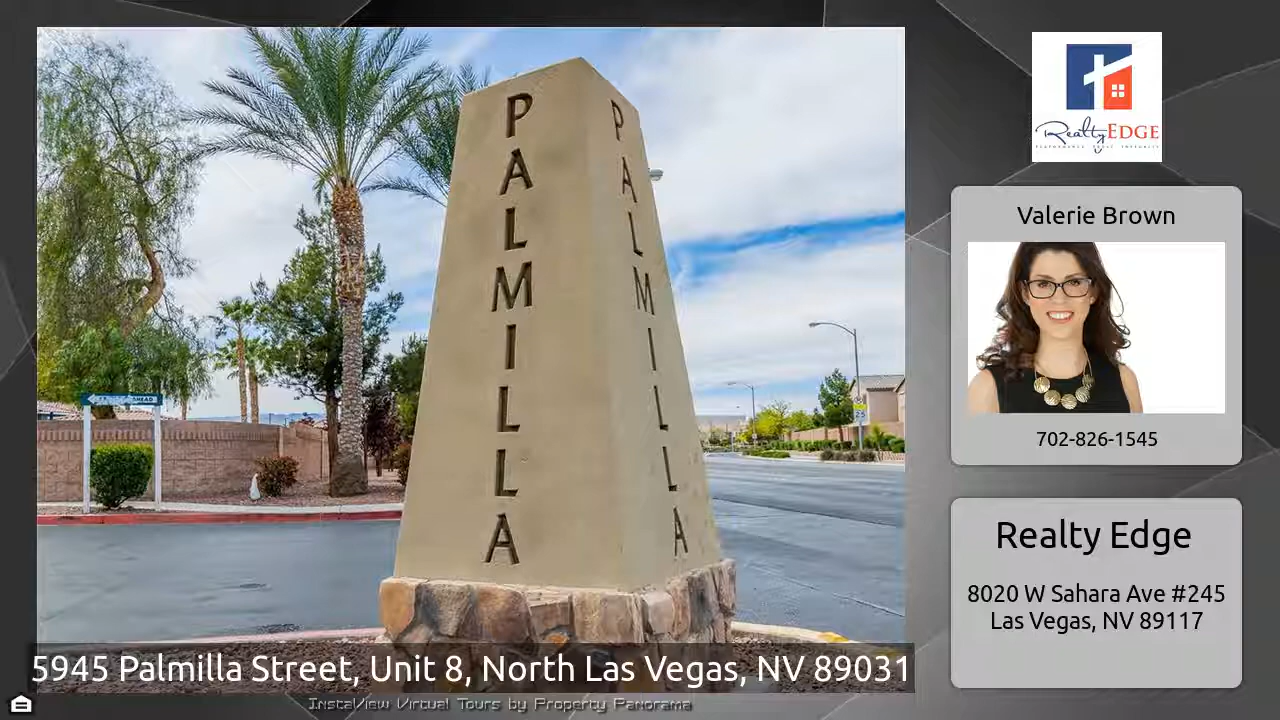 PALMILLA
PALMILLA
AHEAD
Realty EDGE
Valerie Brown
702-826-1545
Realty Edge
8020 W Sahara Ave #245
Las Vegas, NV 89117
5945 Palmilla Street, Unit 8, North Las Vegas, NV 89031
InstaView Virtual Tours by Property Panorama